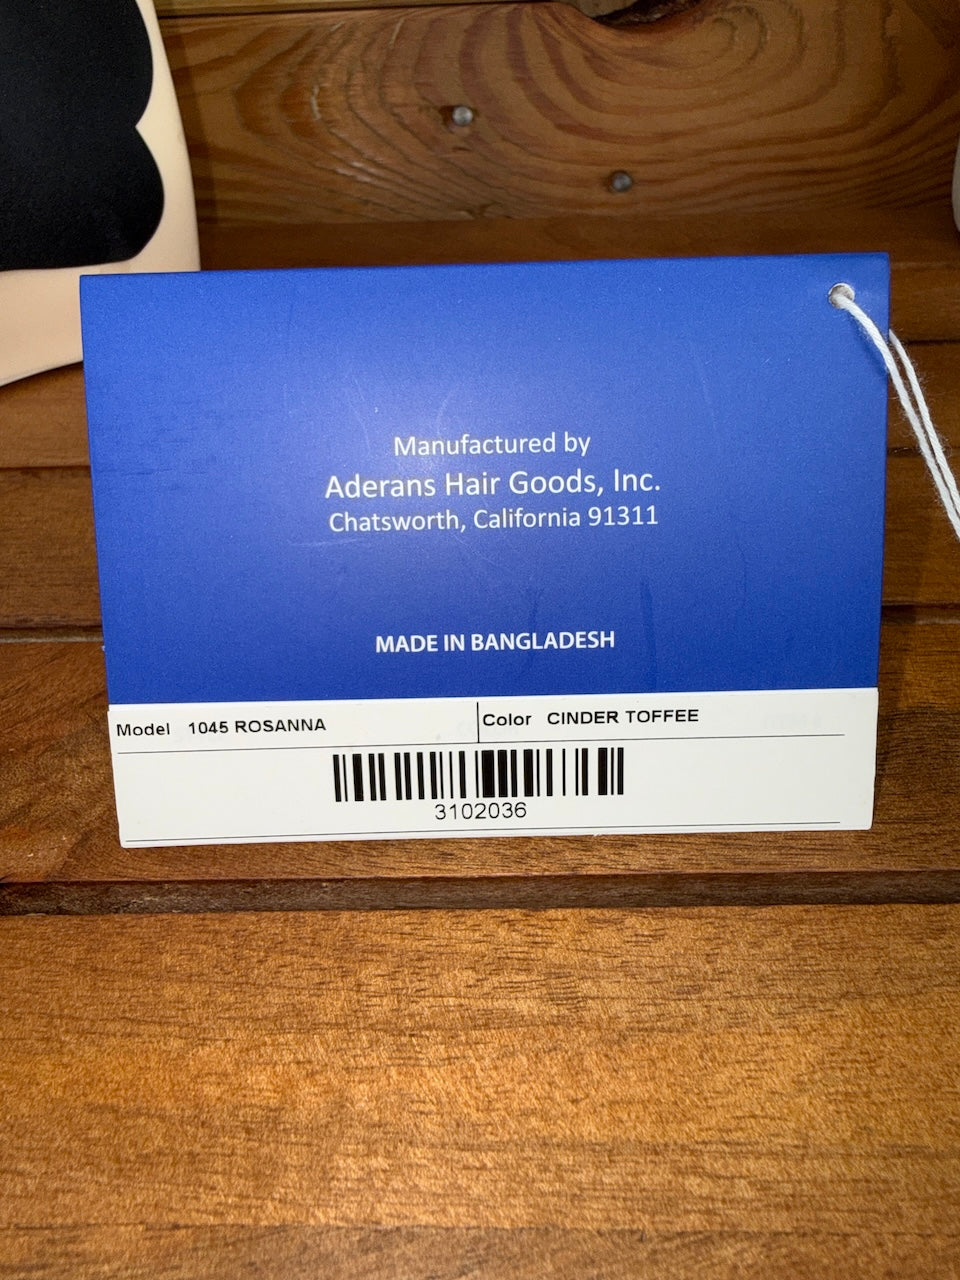 Manufactured by
Aderans Hair Goods, Inc.
Chatsworth, California 91311
MADE IN BANGLADESH
Model 1045 ROSANNA Color CINDER TOFFEE
3102036